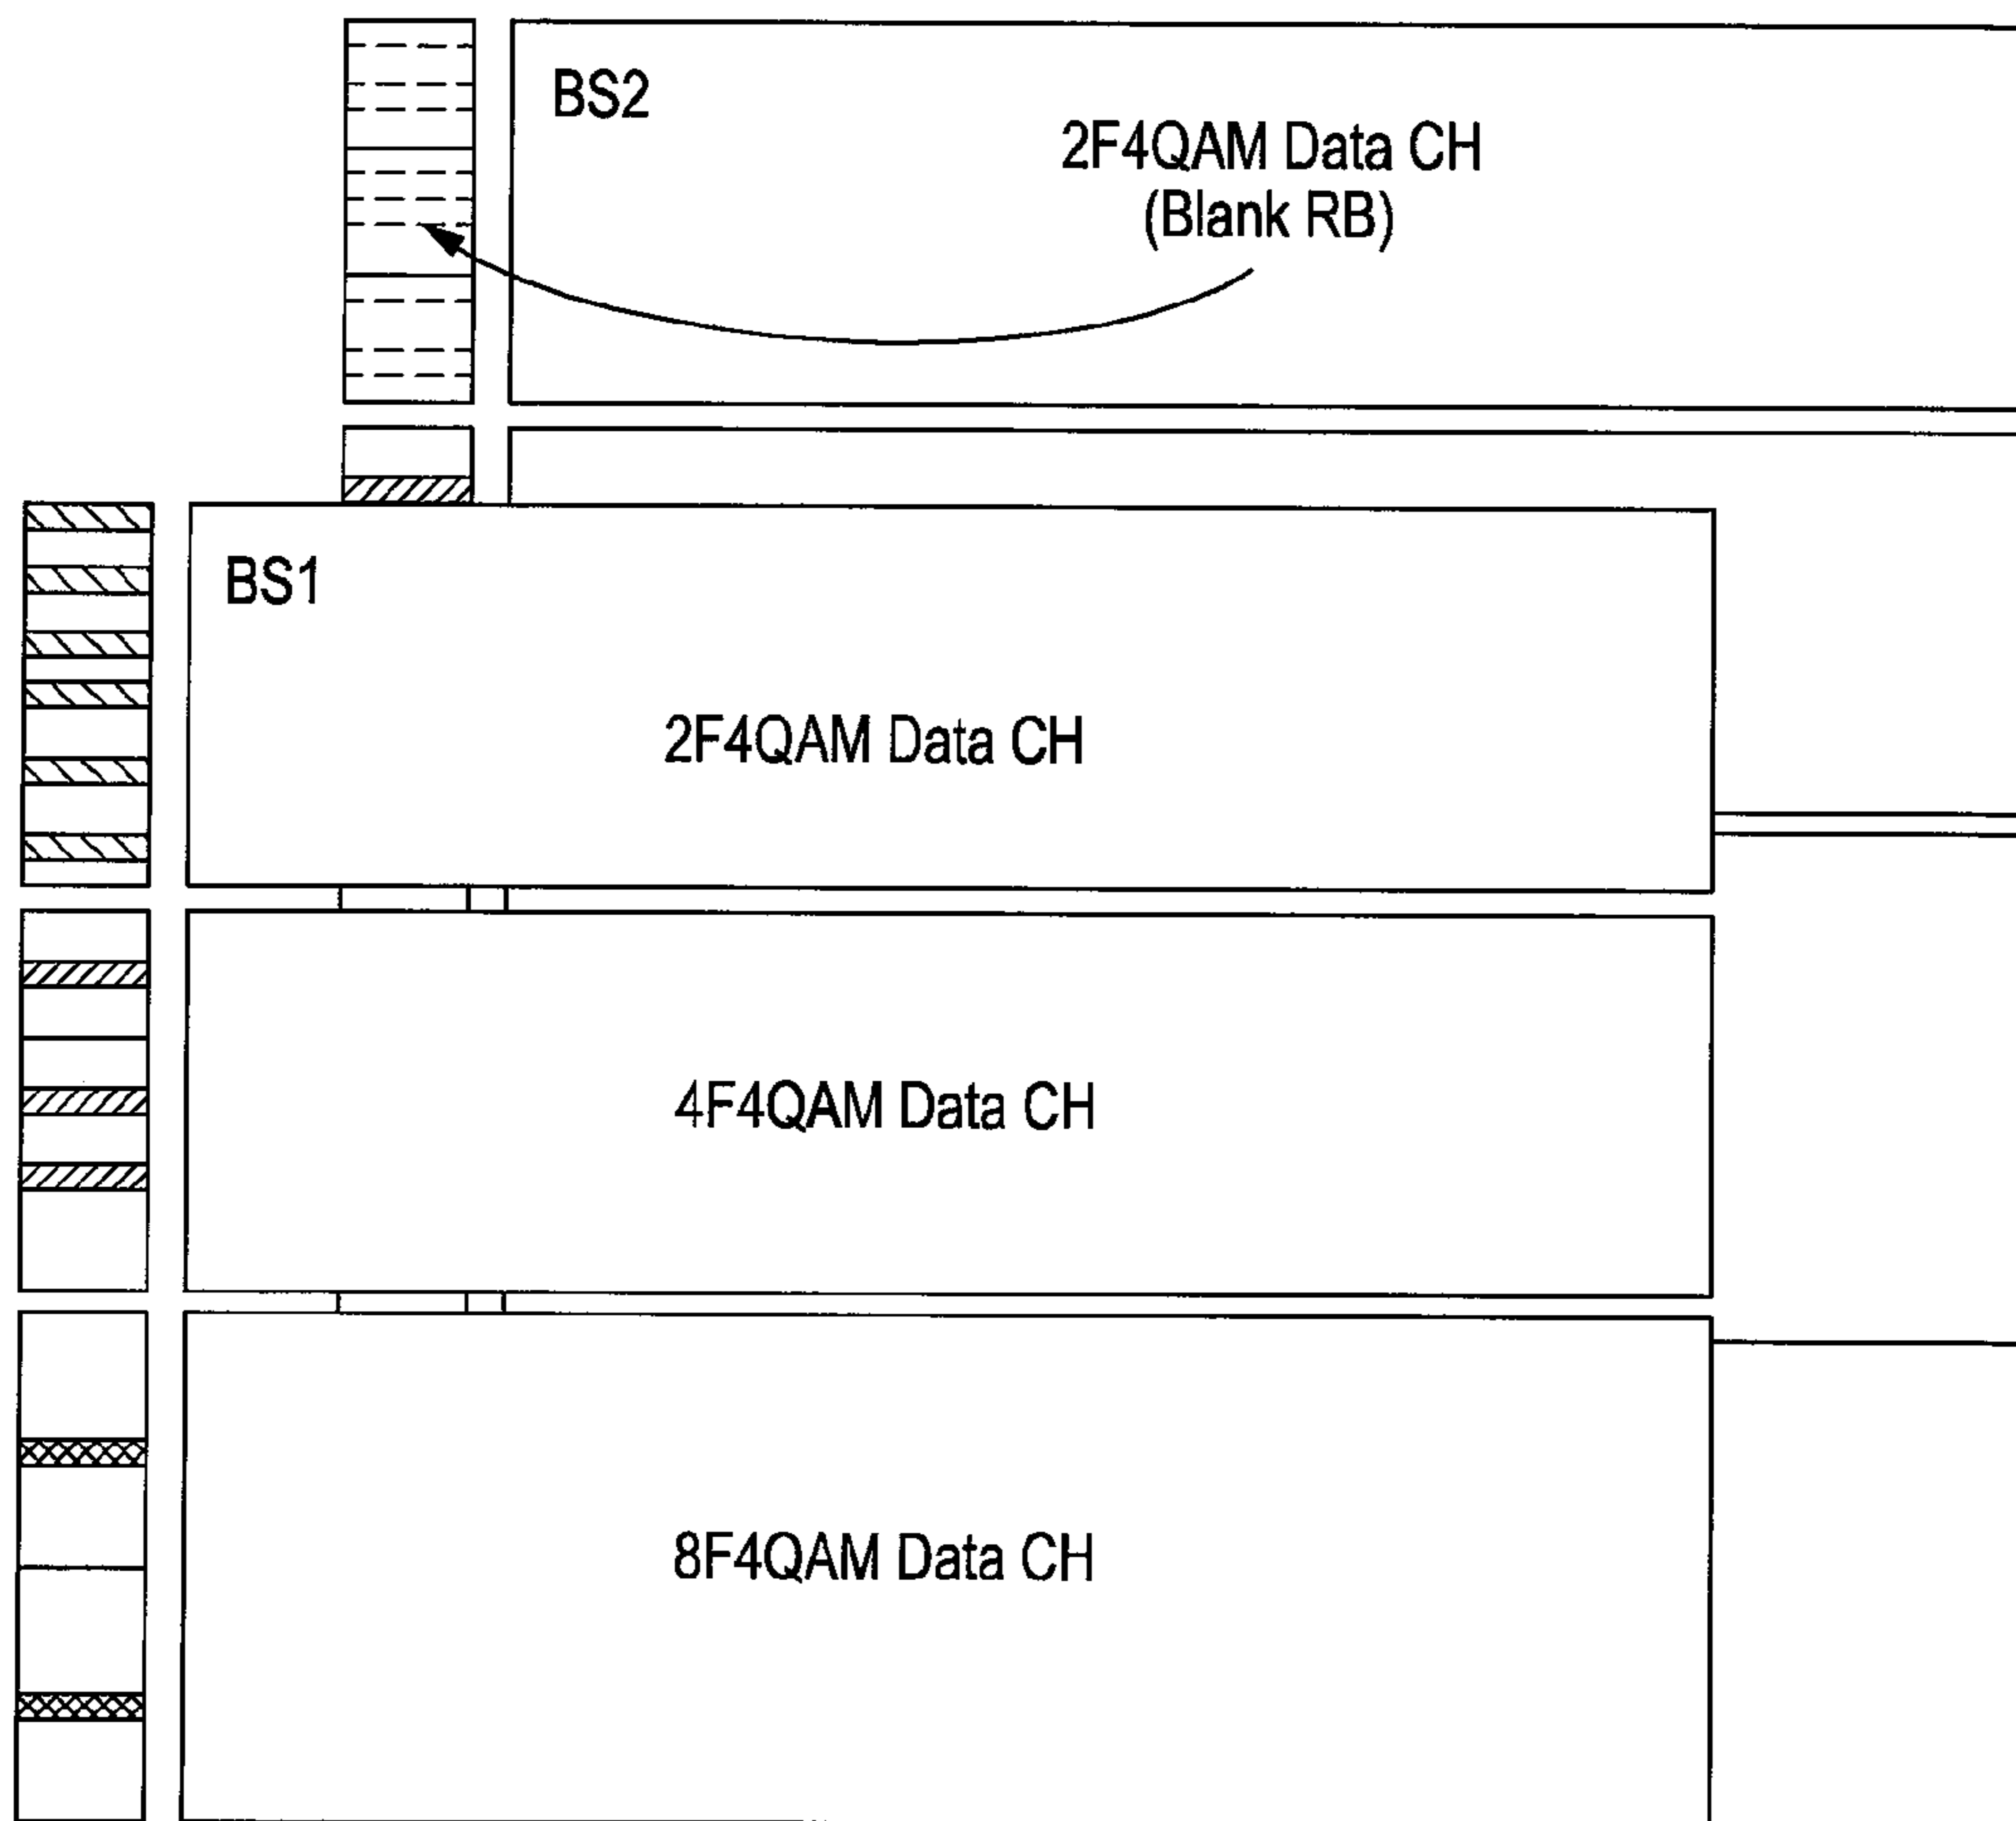 BS2
2F4QAM Data CH
(Blank RB)
BS1
2F4QAM Data CH
4F4QAM Data CH
8F4QAM Data CH